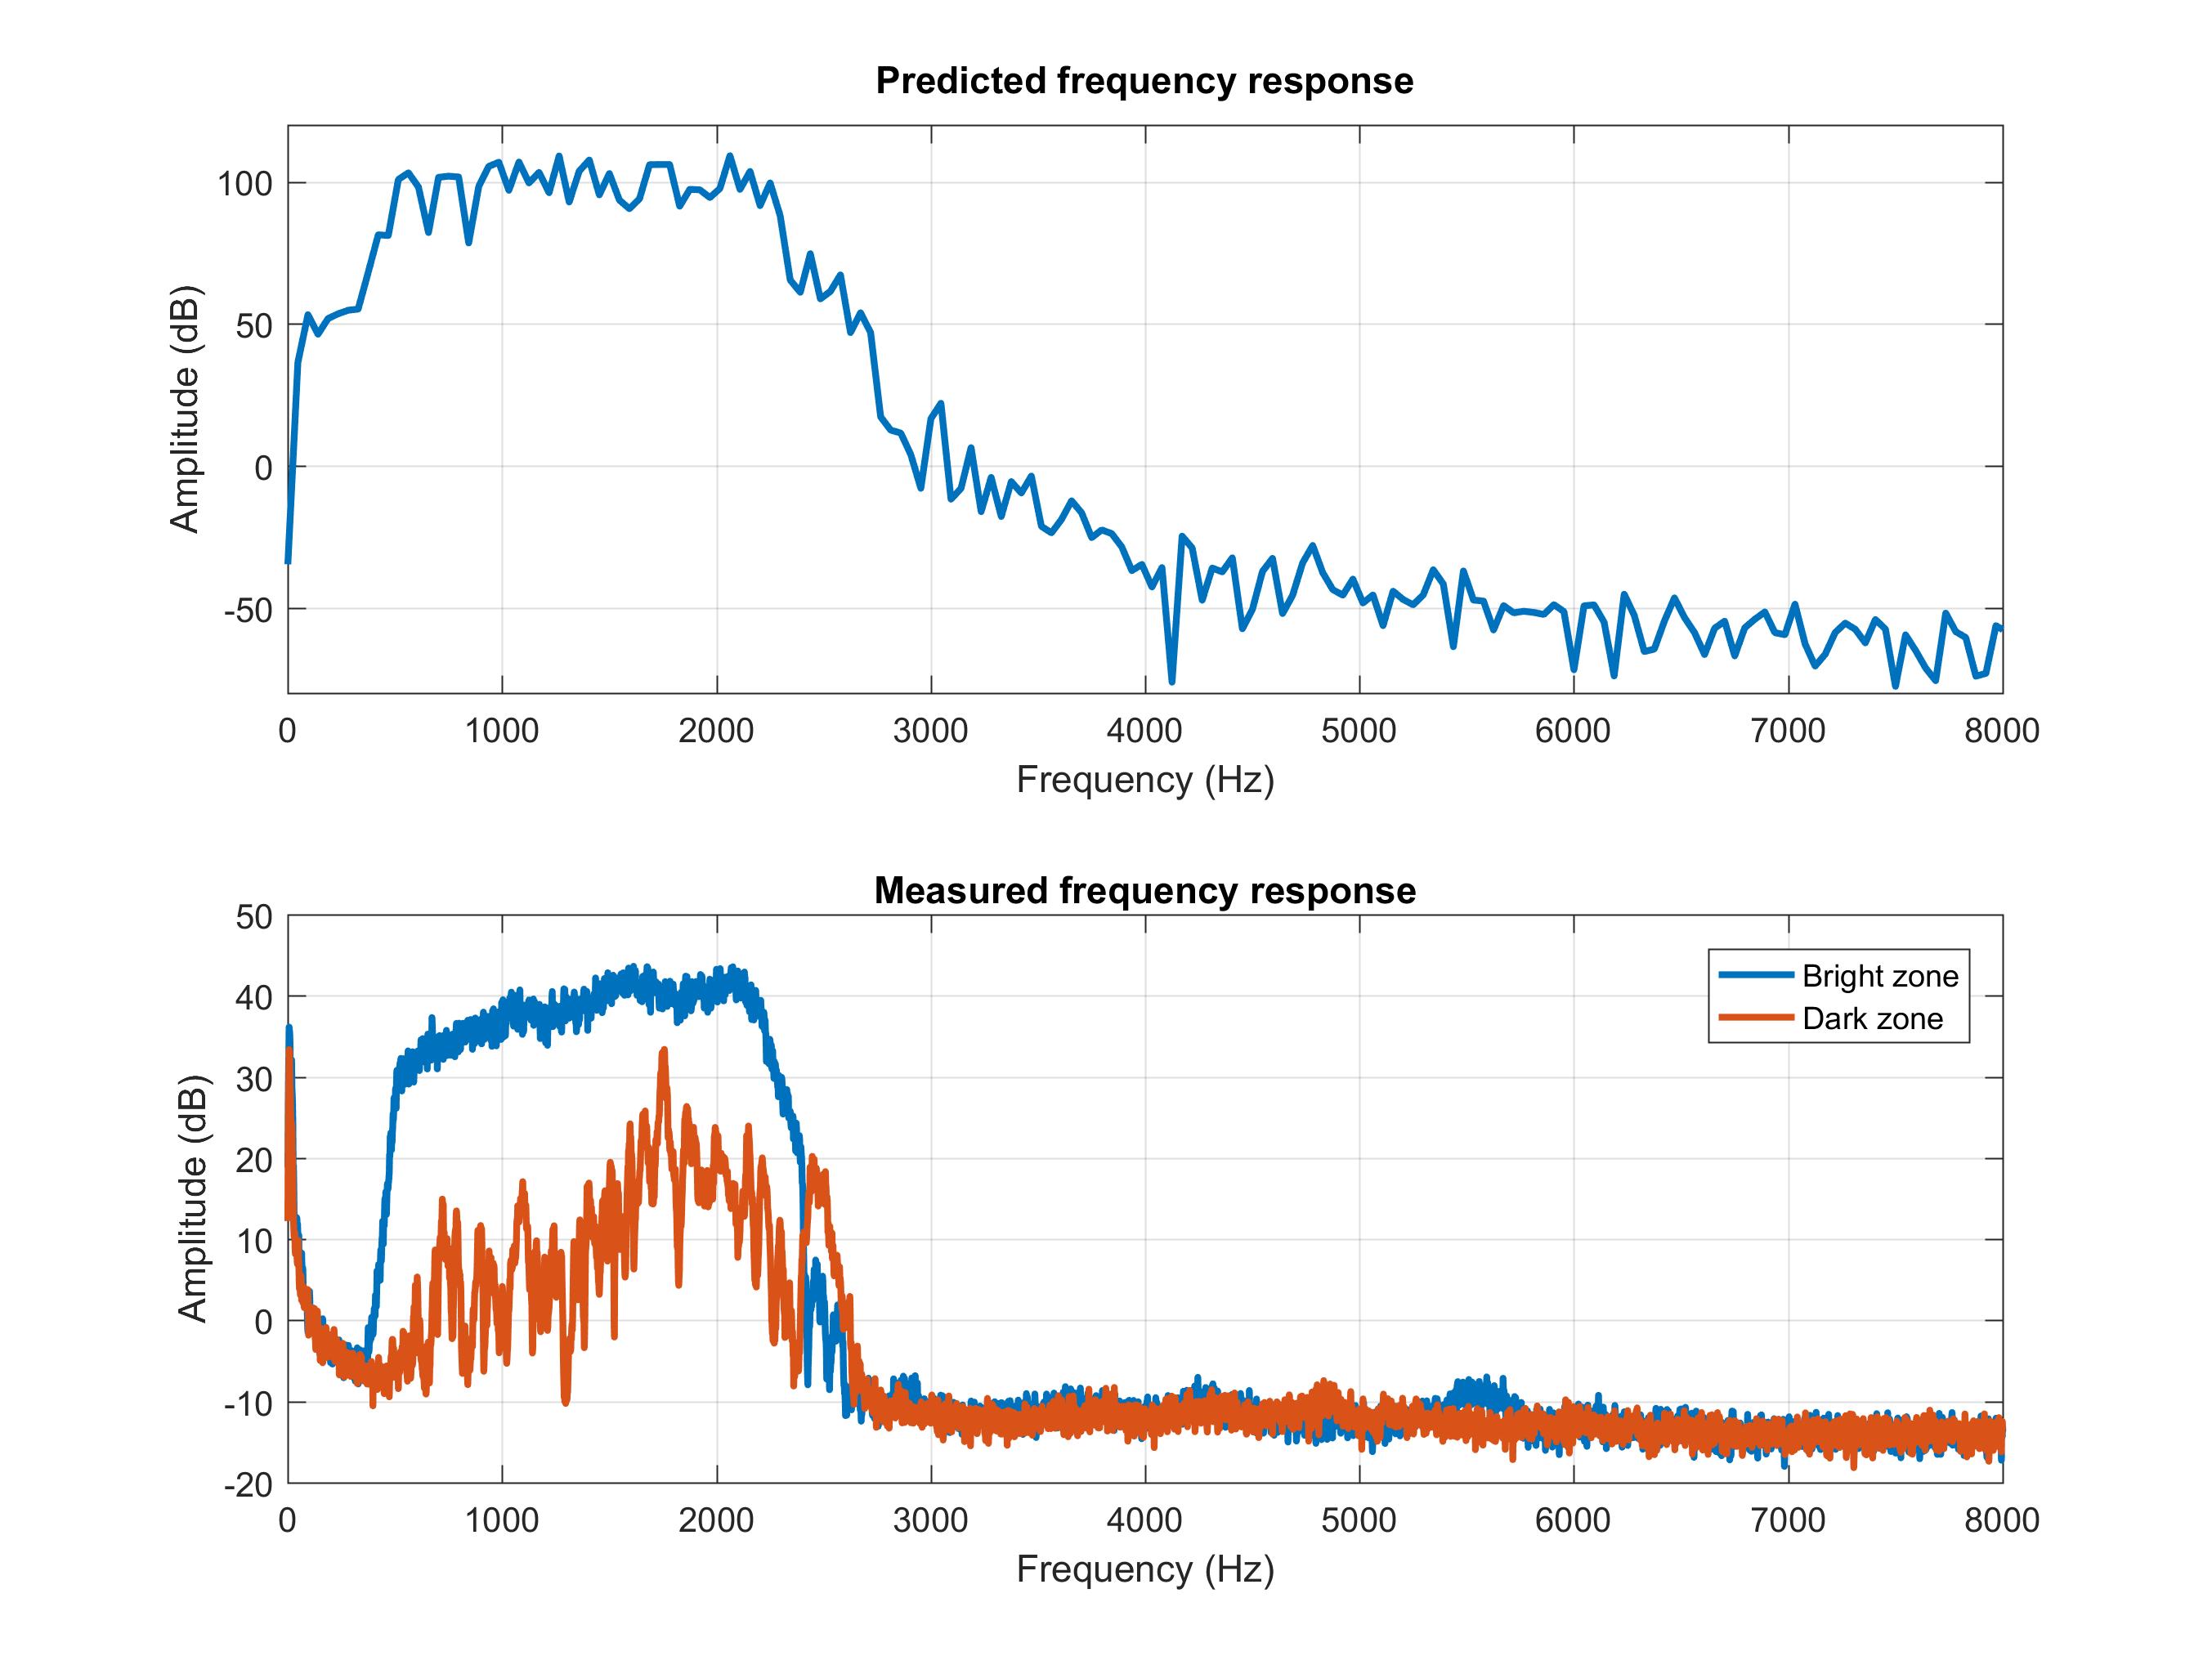 Predicted frequency response
100
50
0
-50
Amplitude (dB)
0 1000 2000 3000 4000 5000 6000 7000 8000
Frequency (Hz)
Measured frequency response
50
40
30
20
10
0
-10
-20
Amplitude (dB)
Bright zone
Dark zone
0 1000 2000 3000 4000 5000 6000 7000 8000
Frequency (Hz)